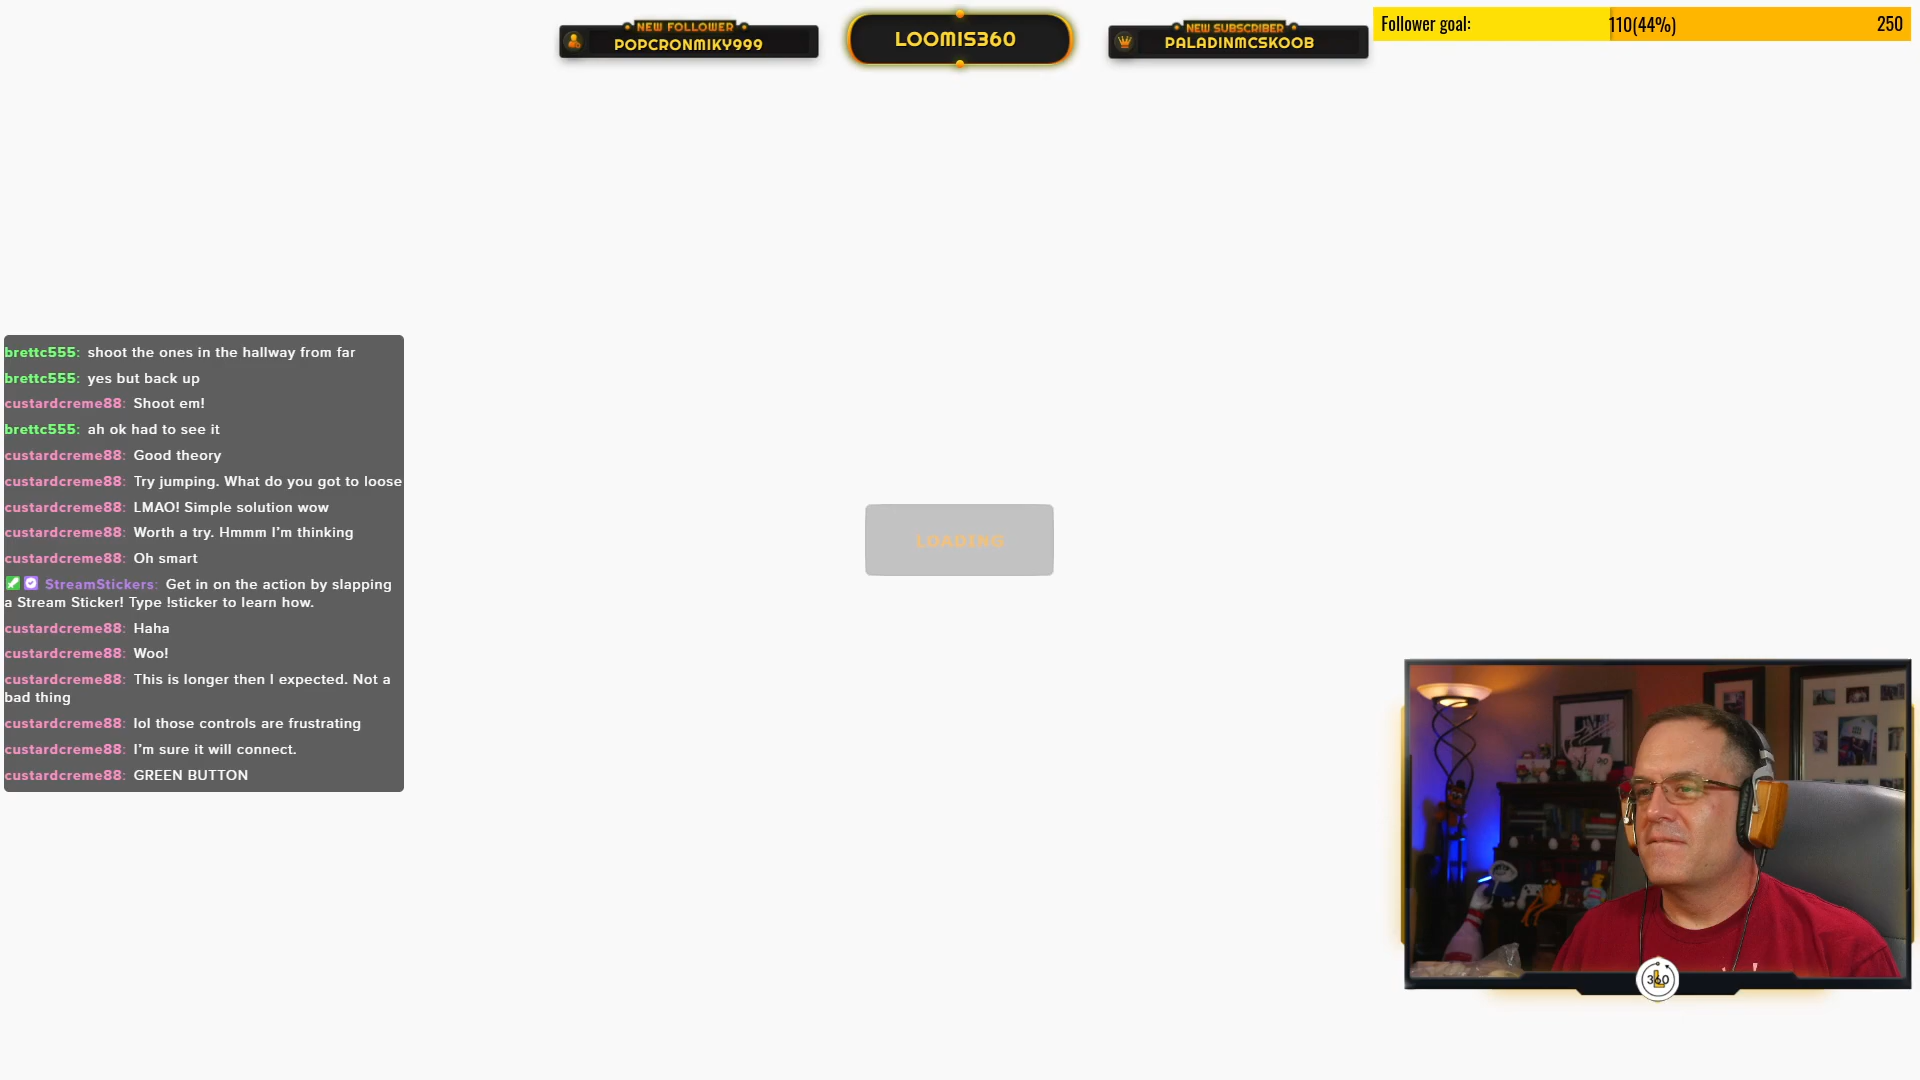 NEW FOLLOWER
POPCRONMIKY999
LOOMIS360
NEW SUBSCRIBER
PALADINMCSKOOB
Follower goal: 110(44%) 250
brettc555: shoot the ones in the hallway from far
brettc555: yes but back up
custardcreme88: Shoot em!
brettc555: ah ok had to see it
custardcreme88: Good theory
custardcreme88: Try jumping. What do you got to loose
custardcreme88: LMAO! Simple solution wow
custardcreme88: Worth a try. Hmmm I'm thinking
custardcreme88: Oh smart
StreamStickers: Get in on the action by slapping
a Stream Sticker! Type !sticker to learn how.
custardcreme88: Haha
custardcreme88: Woo!
custardcreme88: This is longer then I expected. Not a
bad thing
custardcreme88: lol those controls are frustrating
custardcreme88: I'm sure it will connect.
custardcreme88: GREEN BUTTON
LOADING
360